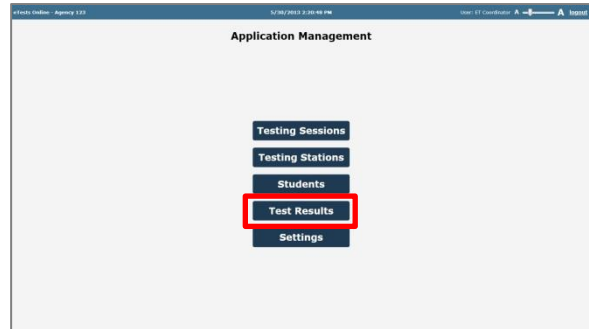 eTests Online - Agency 123 5/30/2013 2:30:48 PM User: ET Coordinator A A logout
Application Management
Testing Sessions
Testing Stations
Students
Test Results
Settings